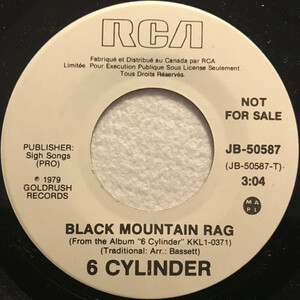 RCA
Fabriqué et Distribué au Canada par RCA
Limitée. Pour Execution Publique Sous License Seulement.
Tous Droits Réservés.
NOT
FOR SALE
PUBLISHER:
Sigh Songs
(PRO)
JB-50587
(JB-50587-T)
℗ 1979
GOLDRUSH
RECORDS
3:04
MAPL
BLACK MOUNTAIN RAG
(From the Album "6 Cylinder" KKL1-0371)
(Traditional: Arr.: Bassett)
6 CYLINDER